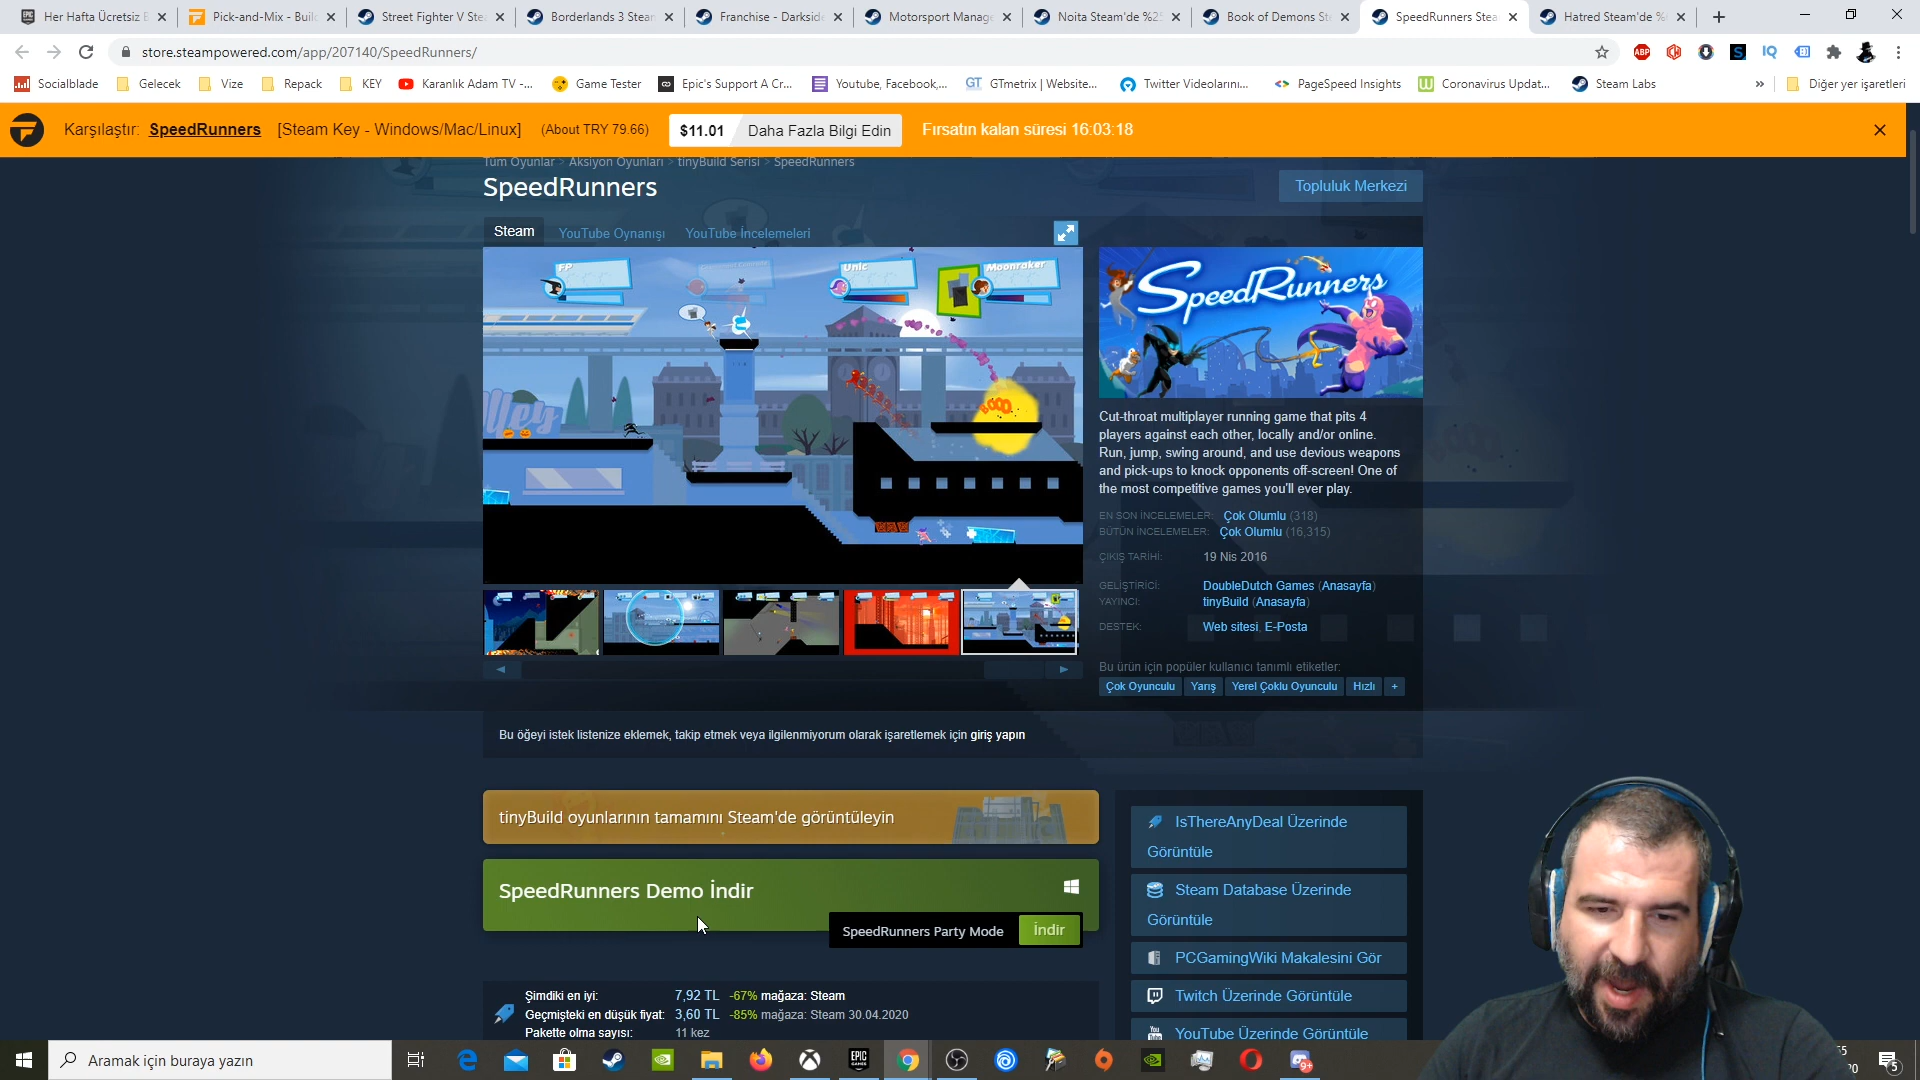 Her Hafta Ücretsiz
Pick-and-Mix - Buil
Street Fighter V Ste
Borderlands 3 Stea
Franchise - Darksid
Motorsport Manag
Noita Steam'de
Book of Demons St
SpeedRunners Stea
Hatred Steam'de
store.steampowered.com/app/207140/SpeedRunners/
Socialblade
Gelecek
Vize
Repack
KEY
Karanlık Adam TV -...
Game Tester
Epic's Support A Cr...
Youtube, Facebook,...
GTmetrix | Website...
Twitter Videolarını...
PageSpeed Insights
Coronavirus Updat...
Steam Labs
»
Diğer yer işaretleri
Karşılaştır: SpeedRunners [Steam Key - Windows/Mac/Linux] (About TRY 79.66) $11.01 Daha Fazla Bilgi Edin Fırsatın kalan süresi 16:03:18
Tüm Oyunlar > Aksiyon Oyunları > tinyBuild Serisi > SpeedRunners
SpeedRunners
Topluluk Merkezi
Steam
YouTube Oynanışı
YouTube İncelemeleri
FP
Unic
Moonraker
lley
BOOO
SpeedRunners
Cut-throat multiplayer running game that pits 4
players against each other, locally and/or online.
Run, jump, swing around, and use devious weapons
and pick-ups to knock opponents off-screen! One of
the most competitive games you'll ever play.
EN SON İNCELEMELER: Çok Olumlu (318)
BÜTÜN İNCELEMELER: Çok Olumlu (16,315)
ÇIKIŞ TARİHİ: 19 Nis 2016
GELİŞTİRİCİ: DoubleDutch Games (Anasayfa)
YAYINCI: tinyBuild (Anasayfa)
DESTEK: Web sitesi, E-Posta
Bu ürün için popüler kullanıcı tanımlı etiketler:
Çok Oyunculu
Yarış
Yerel Çoklu Oyunculu
Hızlı
+
Bu öğeyi istek listenize eklemek, takip etmek veya ilgilenmiyorum olarak işaretlemek için giriş yapın
tinyBuild oyunlarının tamamını Steam'de görüntüleyin
SpeedRunners Demo İndir
SpeedRunners Party Mode
İndir
Şimdiki en iyi: 7,92 TL -67% mağaza: Steam
Geçmişteki en düşük fiyat: 3,60 TL -85% mağaza: Steam 30.04.2020
Pakette olma sayısı: 11 kez
IsThereAnyDeal Üzerinde
Görüntüle
Steam Database Üzerinde
Görüntüle
PCGamingWiki Makalesini Gör
Twitch Üzerinde Görüntüle
YouTube Üzerinde Görüntüle
Aramak için buraya yazın
EPIC GAMES
9+
5